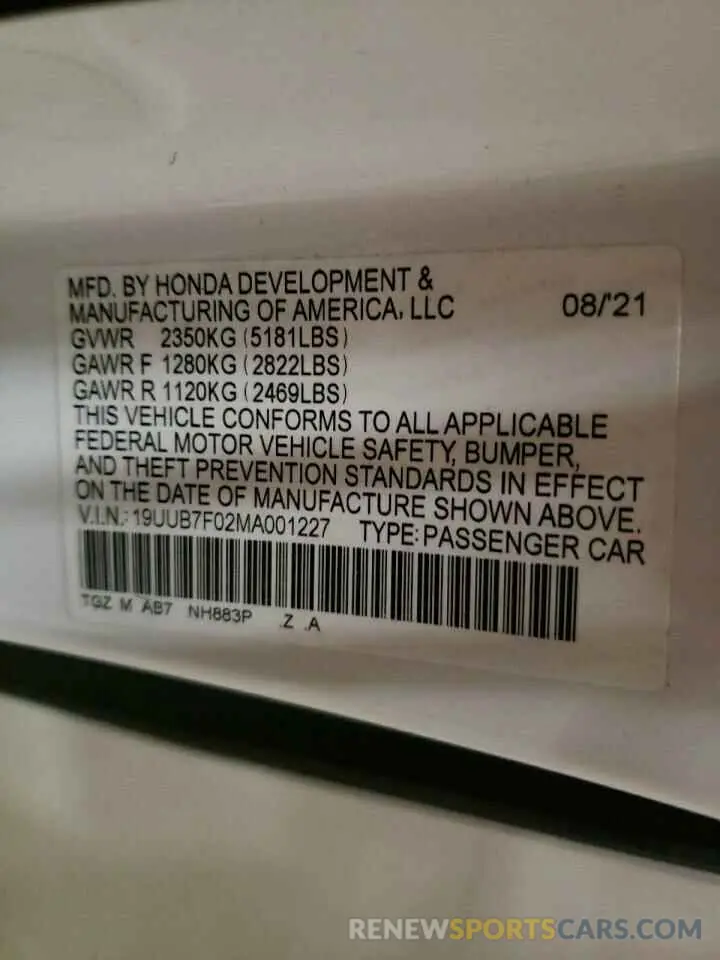 MFD. BY HONDA DEVELOPMENT &
MANUFACTURING OF AMERICA, LLC 08/'21
GVWR 2350KG (5181LBS)
GAWR F 1280KG (2822LBS)
GAWR R 1120KG (2469LBS)
THIS VEHICLE CONFORMS TO ALL APPLICABLE
FEDERAL MOTOR VEHICLE SAFETY, BUMPER,
AND THEFT PREVENTION STANDARDS IN EFFECT
ON THE DATE OF MANUFACTURE SHOWN ABOVE.
V.I.N.: 19UUB7F02MA001227 TYPE: PASSENGER CAR
TGZ M AB7 NH883P Z A
RENEWSPORTSCARS.COM